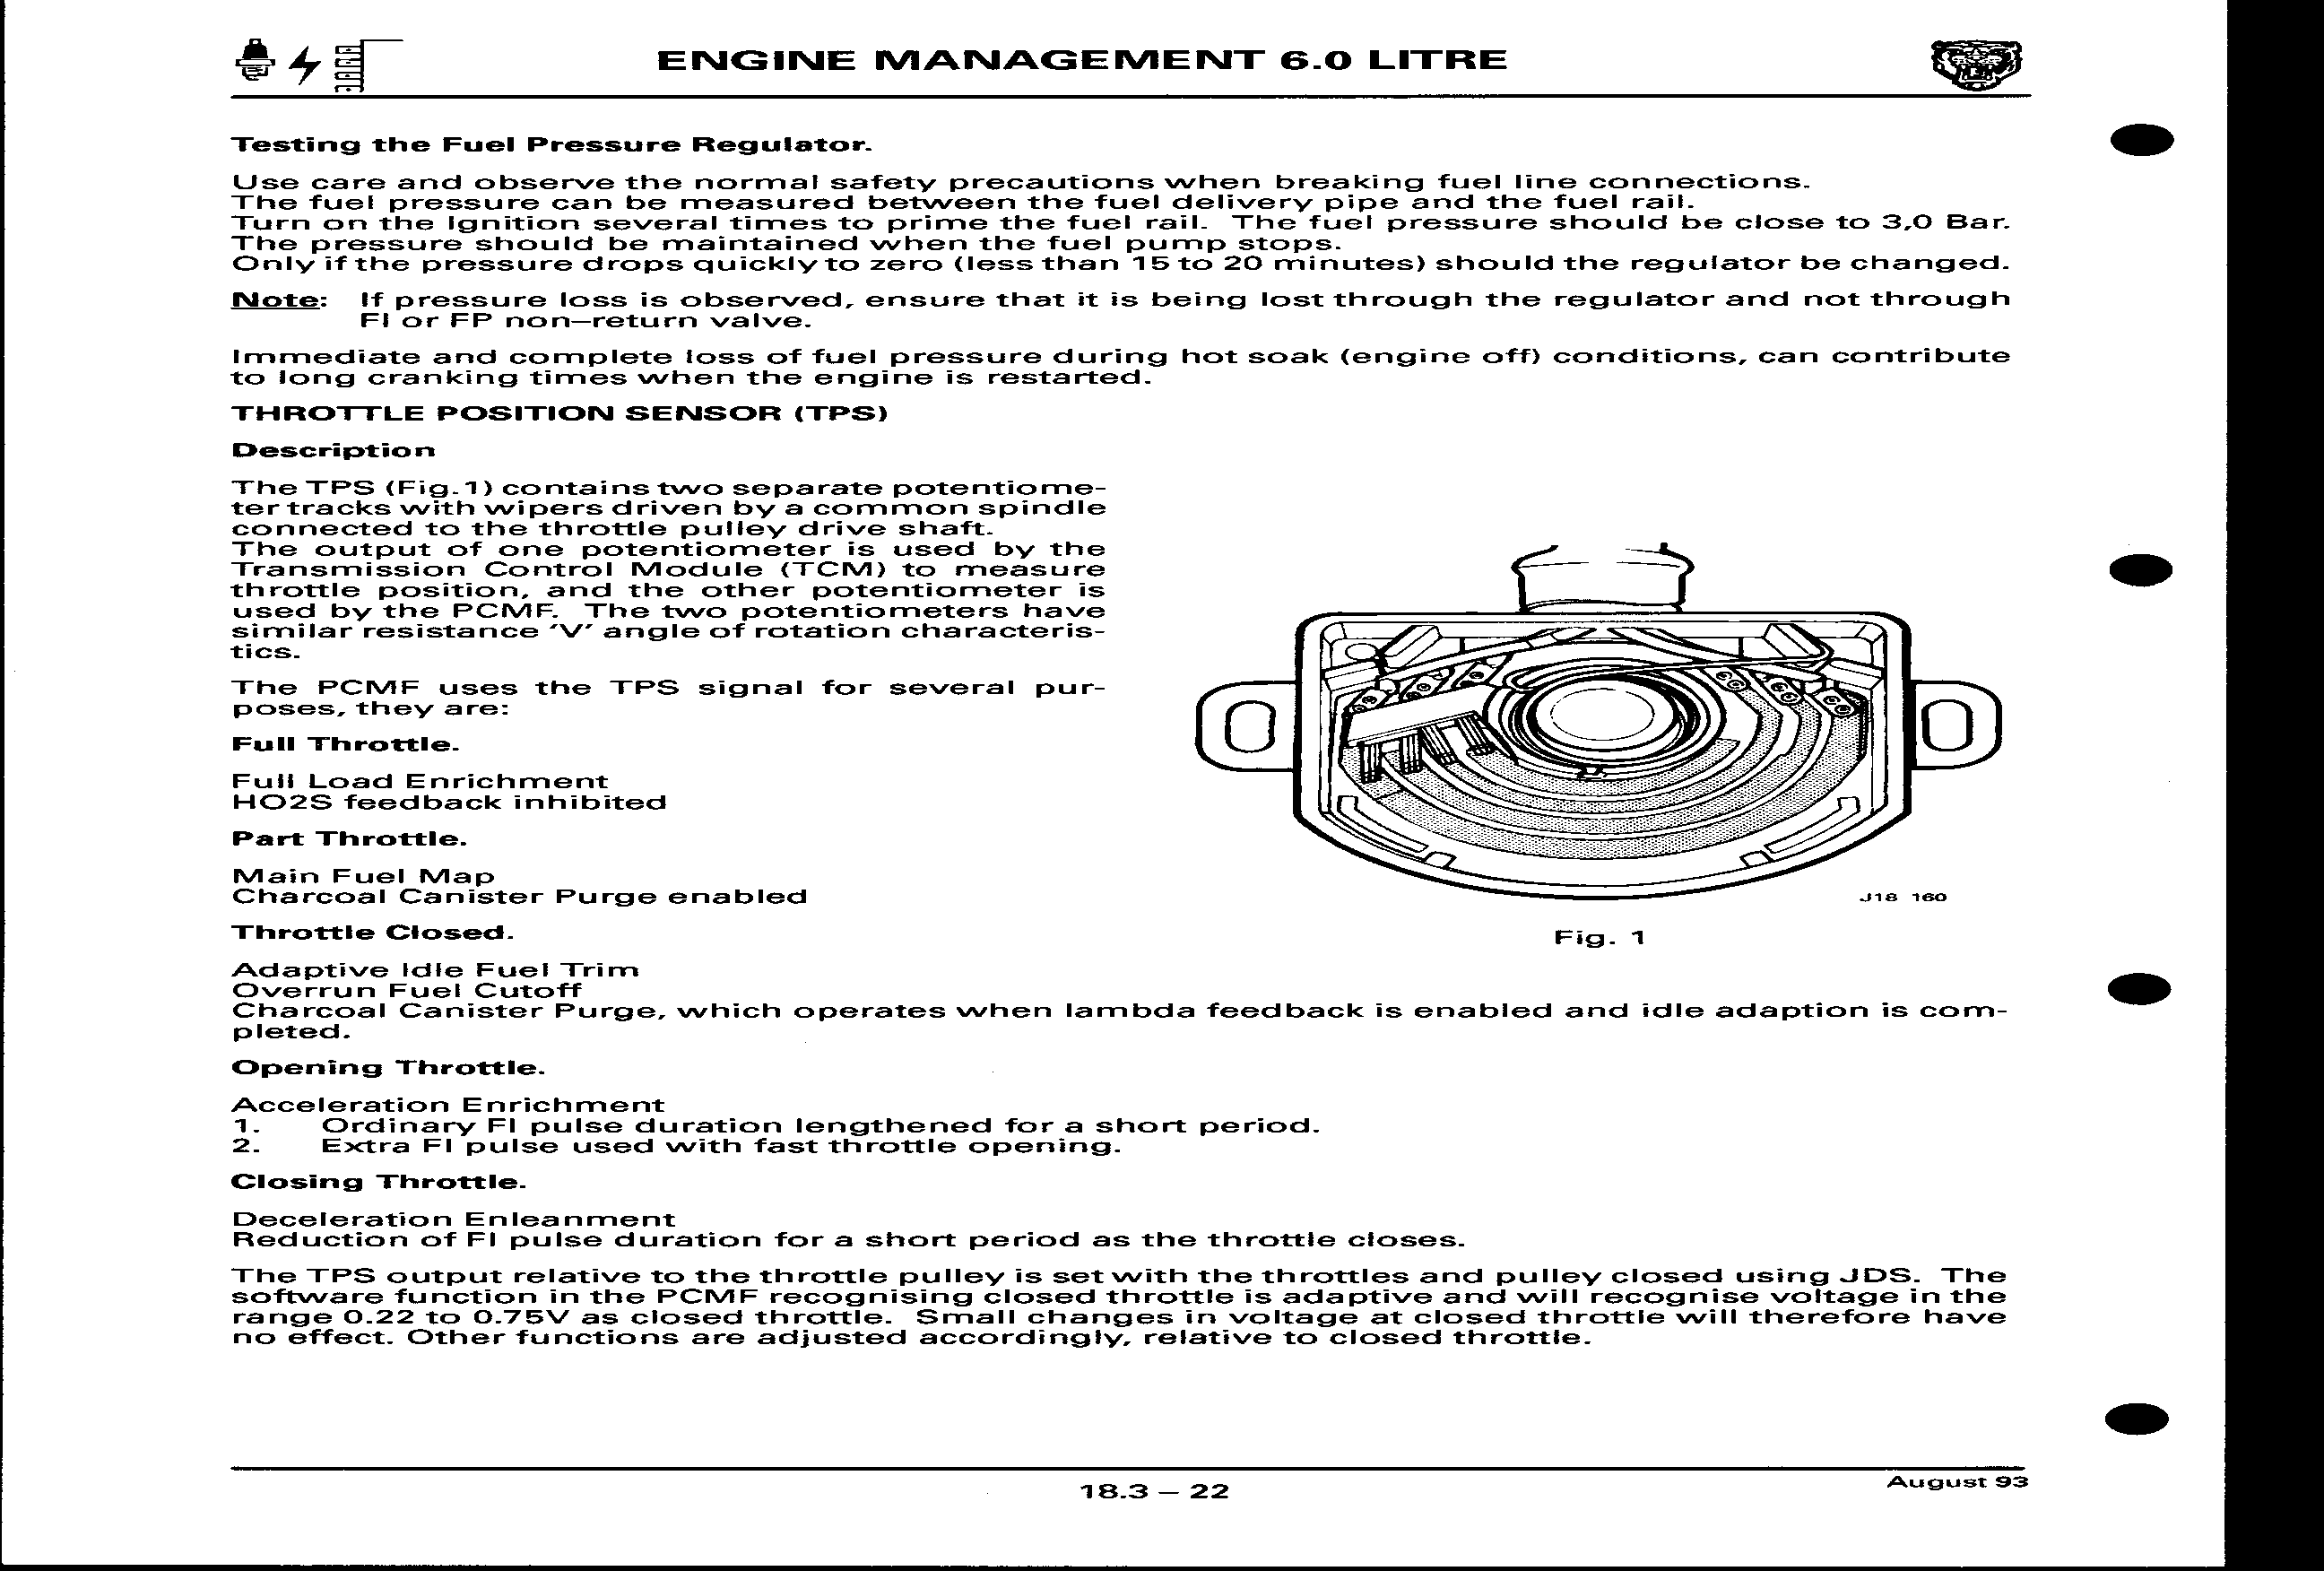 ENGINE MANAGEMENT 6.0 LITRE
Testing the Fuel Pressure Regulator.
Use care and observe the normal safety precautions when breaking fuel line connections.
The fuel pressure can be measured between the fuel delivery pipe and the fuel rail.
Turn on the Ignition several times to prime the fuel rail. The fuel pressure should be close to 3,0 Bar.
The pressure should be maintained when the fuel pump stops.
Only if the pressure drops quickly to zero (less than 15 to 20 minutes) should the regulator be changed.
Note: If pressure loss is observed, ensure that it is being lost through the regulator and not through
FI or FP non–return valve.
Immediate and complete loss of fuel pressure during hot soak (engine off) conditions, can contribute
to long cranking times when the engine is restarted.
THROTTLE POSITION SENSOR (TPS)
Description
The TPS (Fig.1) contains two separate potentiome-
ter tracks with wipers driven by a common spindle
connected to the throttle pulley drive shaft.
The output of one potentiometer is used by the
Transmission Control Module (TCM) to measure
throttle position, and the other potentiometer is
used by the PCMF. The two potentiometers have
similar resistance 'V' angle of rotation characteris-
tics.
The PCMF uses the TPS signal for several pur-
poses, they are:
Full Throttle.
Full Load Enrichment
HO2S feedback inhibited
Part Throttle.
Main Fuel Map
Charcoal Canister Purge enabled
J18 160
Fig. 1
Throttle Closed.
Adaptive Idle Fuel Trim
Overrun Fuel Cutoff
Charcoal Canister Purge, which operates when lambda feedback is enabled and idle adaption is com-
pleted.
Opening Throttle.
Acceleration Enrichment
1. Ordinary FI pulse duration lengthened for a short period.
2. Extra FI pulse used with fast throttle opening.
Closing Throttle.
Deceleration Enleanment
Reduction of FI pulse duration for a short period as the throttle closes.
The TPS output relative to the throttle pulley is set with the throttles and pulley closed using JDS. The
software function in the PCMF recognising closed throttle is adaptive and will recognise voltage in the
range 0.22 to 0.75V as closed throttle. Small changes in voltage at closed throttle will therefore have
no effect. Other functions are adjusted accordingly, relative to closed throttle.
18.3 – 22
August 93